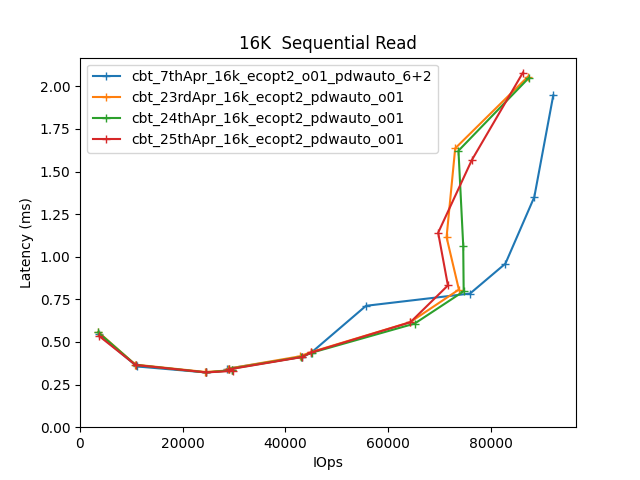 16K  Sequential Read
cbt_7thApr_16k_ecopt2_o01_pdwauto_6+2
cbt_23rdApr_16k_ecopt2_pdwauto_o01
cbt_24thApr_16k_ecopt2_pdwauto_o01
cbt_25thApr_16k_ecopt2_pdwauto_o01
Latency (ms)
2.00
1.75
1.50
1.25
1.00
0.75
0.50
0.25
0.00
0 20000 40000 60000 80000
IOps